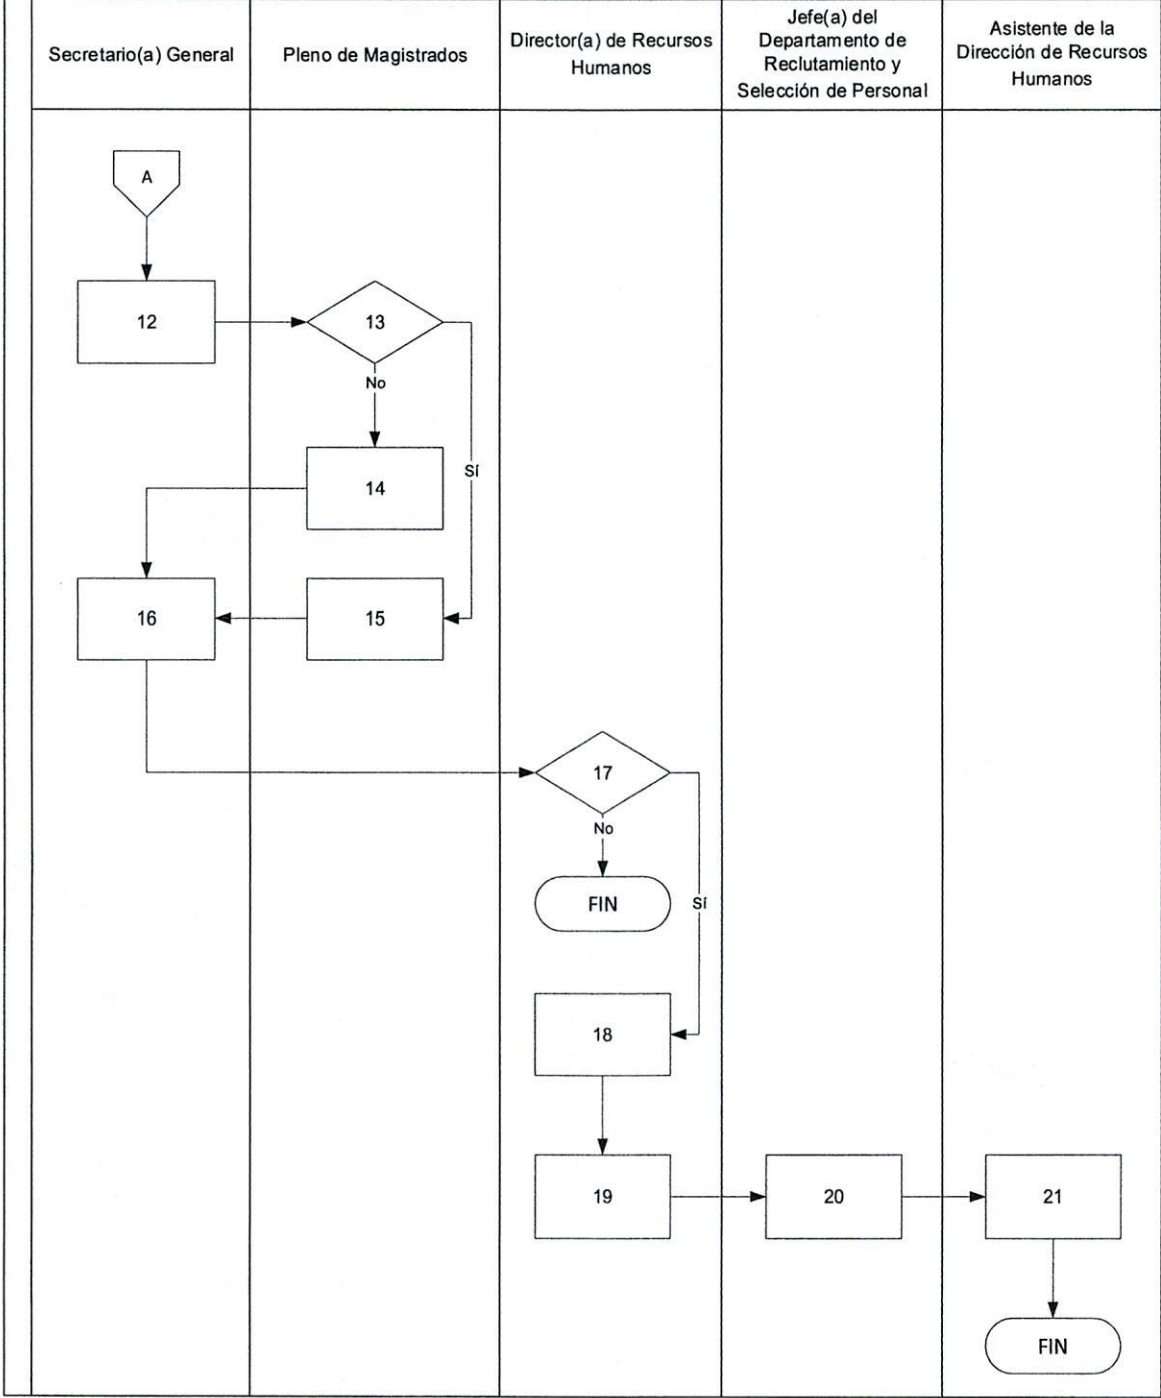 Secretario(a) General
Pleno de Magistrados
Director(a) de Recursos
Humanos
Jefe(a) del
Departamento de
Reclutamiento y
Selección de Personal
Asistente de la
Dirección de Recursos
Humanos
A
12
13
No
Sí
14
16
15
17
No
FIN
Sí
18
19
20
21
FIN